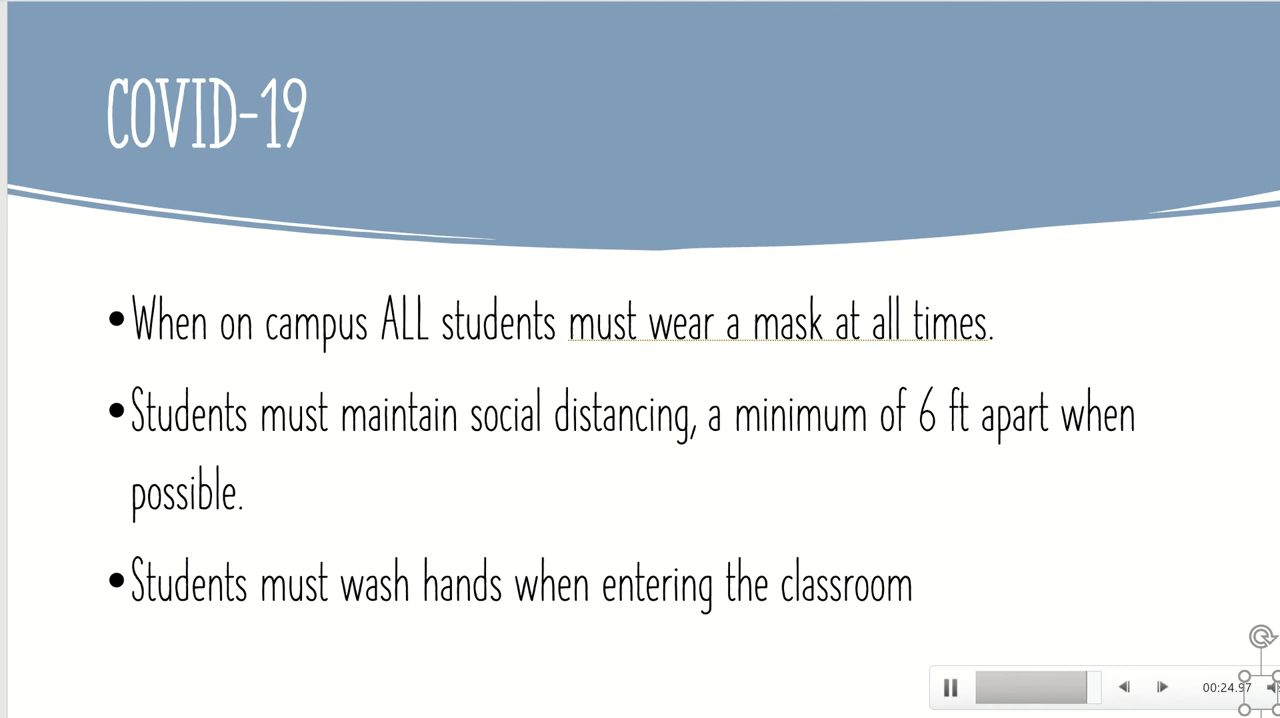 COVID-19
•When on campus ALL students must wear a mask at all times.
•Students must maintain social distancing, a minimum of 6 ft apart when
possible.
•Students must wash hands when entering the classroom
00:24.97